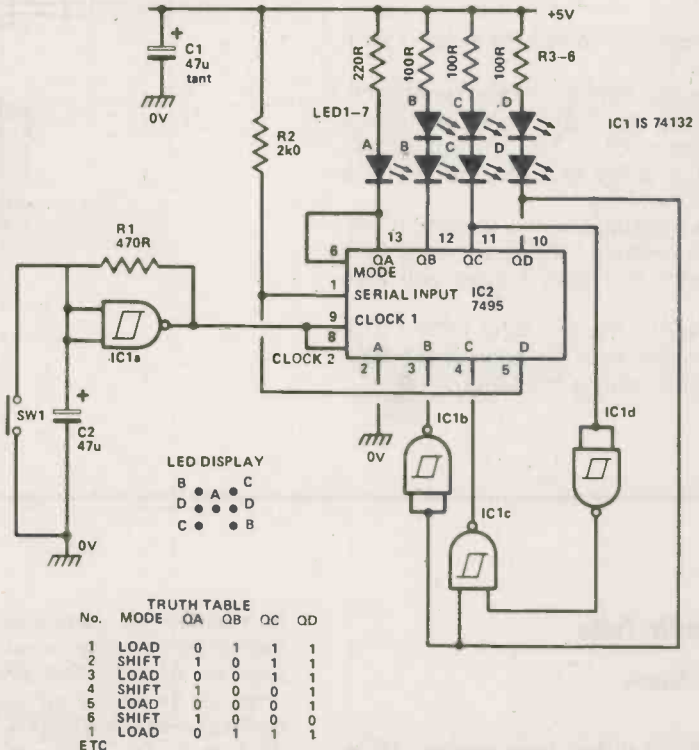 +5V
C1
47u
tant
0V
220R
100R
100R
100R
R3–6
LED1–7
B
C
D
A
B
C
D
IC1 IS 74132
R2
2k0
R1
470R
13
12
11
10
6
QA
QB
QC
QD
MODE
1
SERIAL INPUT
IC2
7495
9
CLOCK 1
8
CLOCK 2
A
B
C
D
2
3
4
5
IC1a
SW1
C2
47u
0V
0V
IC1b
IC1d
IC1c
LED DISPLAY
B A C
D D
C B
TRUTH TABLE
No. MODE QA QB QC QD
1 LOAD 0 1 1 1
2 SHIFT 1 0 1 1
3 LOAD 0 0 1 1
4 SHIFT 1 0 0 1
5 LOAD 0 0 0 1
6 SHIFT 1 0 0 0
1 LOAD 0 1 1 1
ETC